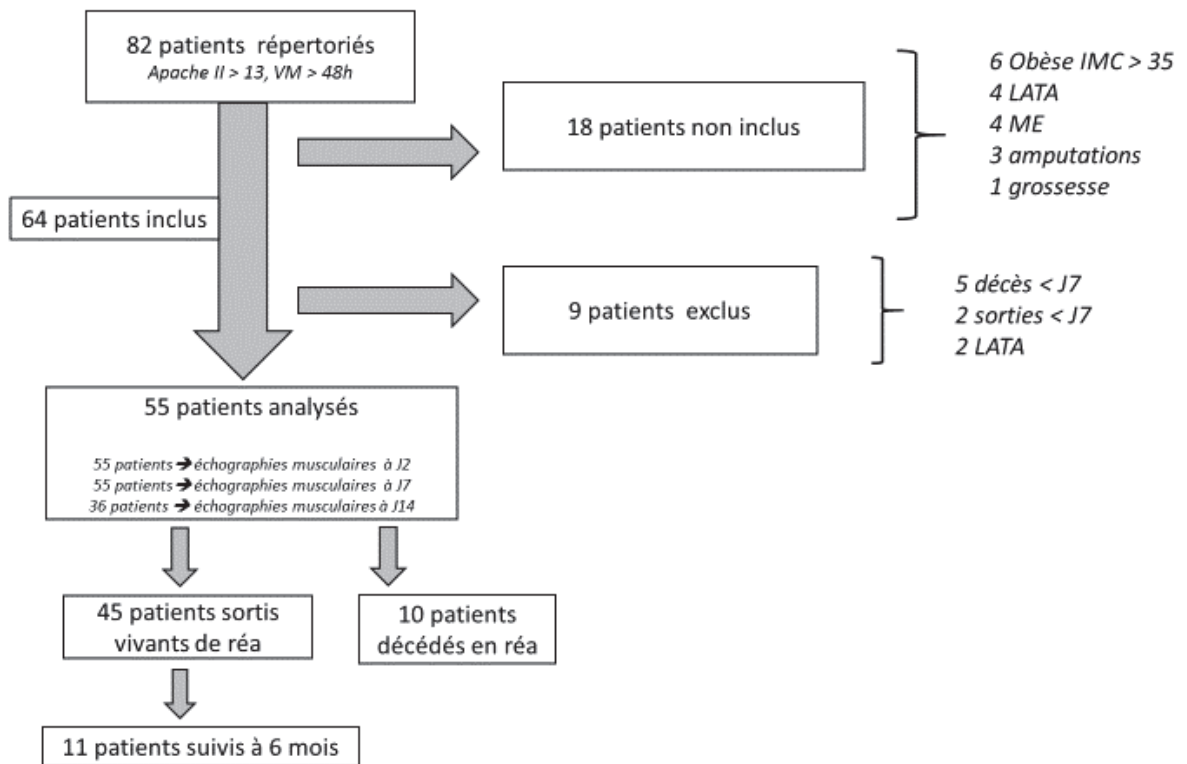 82 patients répertoriés
Apache II > 13, VM > 48h
18 patients non inclus
6 Obèse IMC > 35
4 LATA
4 ME
3 amputations
1 grossesse
64 patients inclus
9 patients exclus
5 décès < J7
2 sorties < J7
2 LATA
55 patients analysés
55 patients ➔ échographies musculaires à J2
55 patients ➔ échographies musculaires à J7
36 patients ➔ échographies musculaires à J14
45 patients sortis
vivants de réa
10 patients
décédés en réa
11 patients suivis à 6 mois